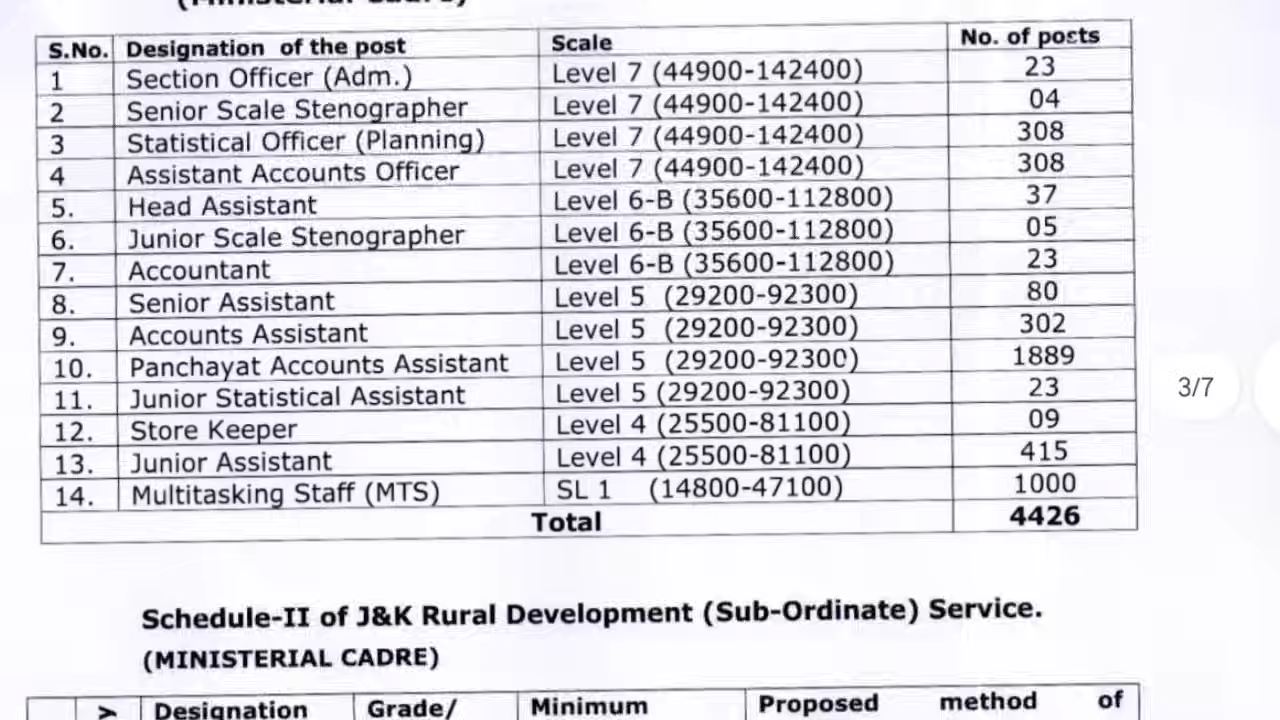 (Ministerial Cadre)
S.No. Designation of the post Scale No. of posts
1 Section Officer (Adm.) Level 7 (44900-142400) 23
2 Senior Scale Stenographer Level 7 (44900-142400) 04
3 Statistical Officer (Planning) Level 7 (44900-142400) 308
4 Assistant Accounts Officer Level 7 (44900-142400) 308
5. Head Assistant Level 6-B (35600-112800) 37
6. Junior Scale Stenographer Level 6-B (35600-112800) 05
7. Accountant Level 6-B (35600-112800) 23
8. Senior Assistant Level 5 (29200-92300) 80
9. Accounts Assistant Level 5 (29200-92300) 302
10. Panchayat Accounts Assistant Level 5 (29200-92300) 1889
11. Junior Statistical Assistant Level 5 (29200-92300) 23
12. Store Keeper Level 4 (25500-81100) 09
13. Junior Assistant Level 4 (25500-81100) 415
14. Multitasking Staff (MTS) SL 1 (14800-47100) 1000
Total 4426
3/7
Schedule-II of J&K Rural Development (Sub-Ordinate) Service.
(MINISTERIAL CADRE)
> Designation Grade/ Minimum Proposed method of